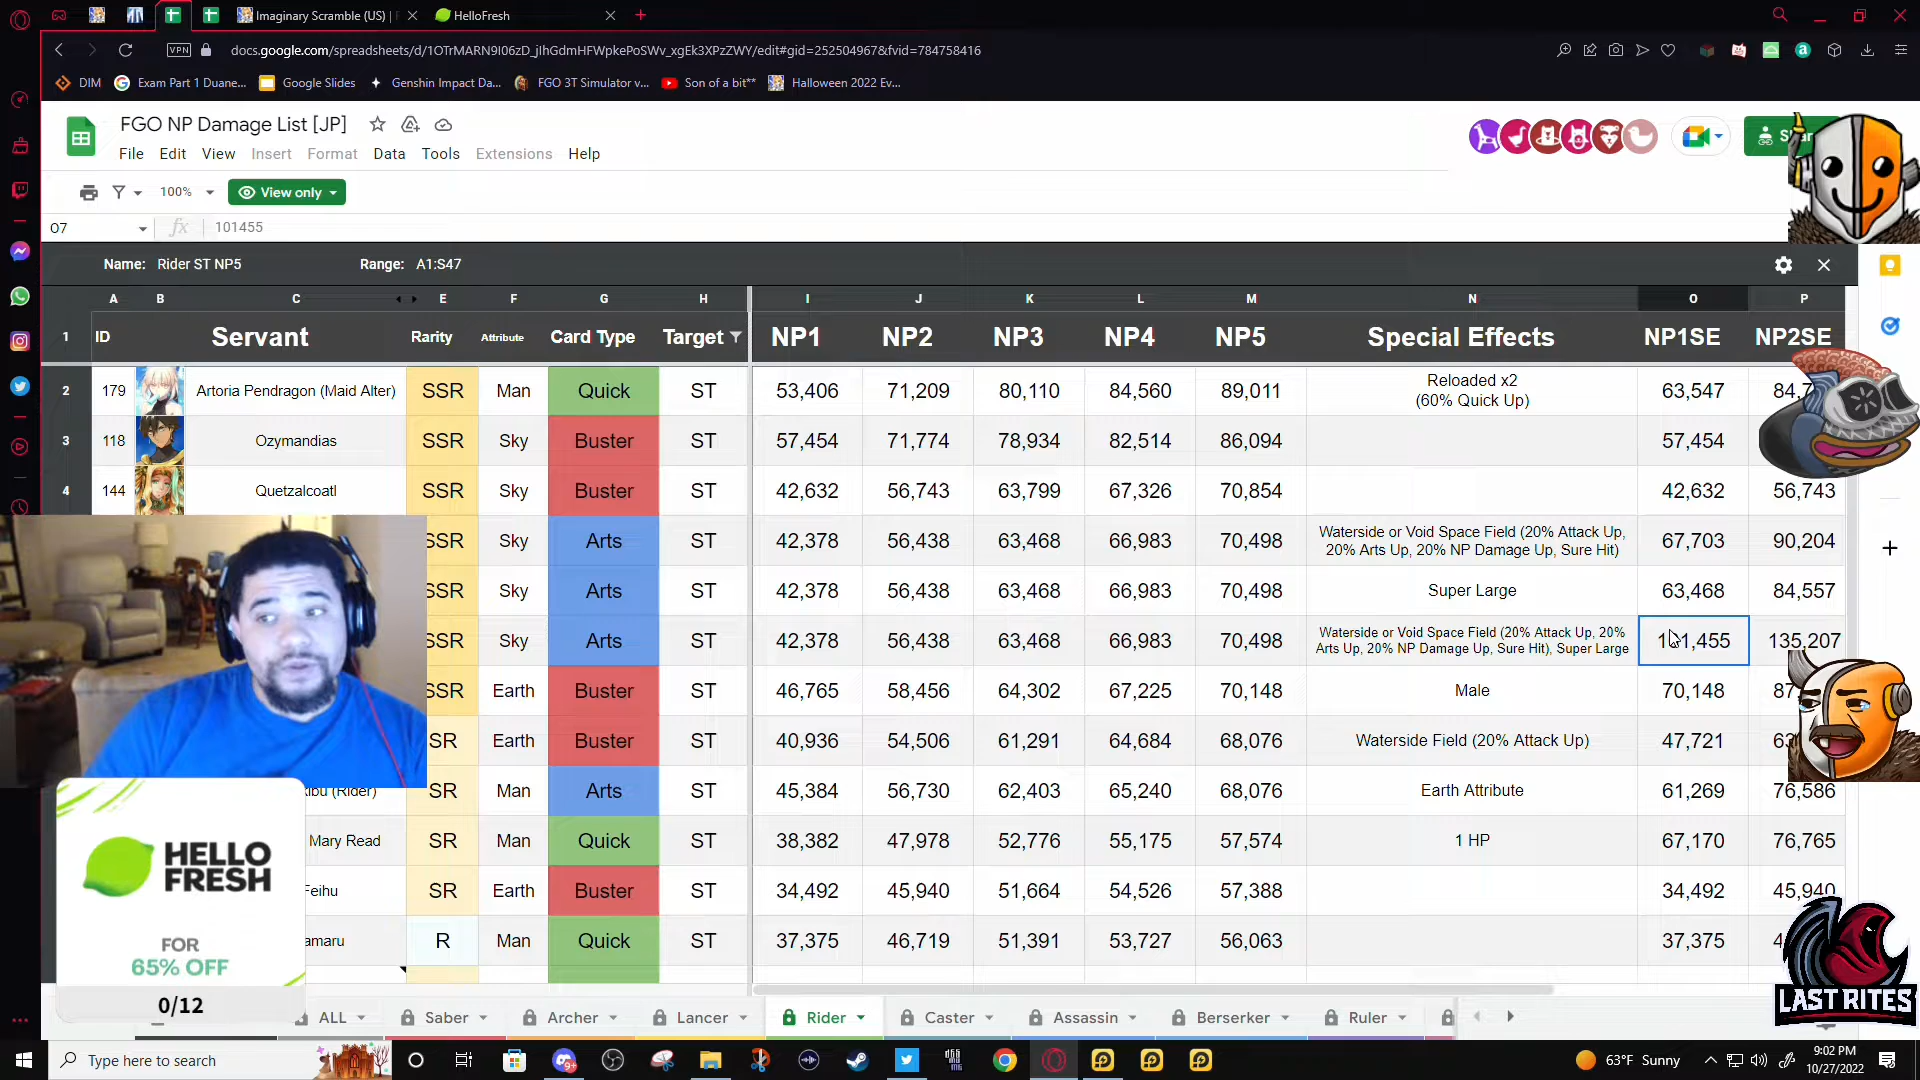 Imaginary Scramble (US) |
HelloFresh
VPN
docs.google.com/spreadsheets/d/1OTrMARN9I06zD_jIhGdmHFWpkePoSWv_xgEk3XPzZWY/edit#gid=252504967&fvid=784758416
DIM
Exam Part 1 Duane...
Google Slides
Genshin Impact Da...
FGO 3T Simulator v...
Son of a bit**
Halloween 2022 Ev...
FGO NP Damage List [JP]
File Edit View Insert Format Data Tools Extensions Help
100%
View only
O7
fx
101455
Name: Rider ST NP5 Range: A1:S47
A B C E F G H I J K L M N O P
1 ID Servant Rarity Attribute Card Type Target NP1 NP2 NP3 NP4 NP5 Special Effects NP1SE NP2SE
2 179 Artoria Pendragon (Maid Alter) SSR Man Quick ST 53,406 71,209 80,110 84,560 89,011 Reloaded x2
(60% Quick Up) 63,547
3 118 Ozymandias SSR Sky Buster ST 57,454 71,774 78,934 82,514 86,094 57,454
4 144 Quetzalcoatl SSR Sky Buster ST 42,632 56,743 63,799 67,326 70,854 42,632 56,743
SSR Sky Arts ST 42,378 56,438 63,468 66,983 70,498 Waterside or Void Space Field (20% Attack Up,
20% Arts Up, 20% NP Damage Up, Sure Hit) 67,703 90,204
SSR Sky Arts ST 42,378 56,438 63,468 66,983 70,498 Super Large 63,468 84,557
SSR Sky Arts ST 42,378 56,438 63,468 66,983 70,498 Waterside or Void Space Field (20% Attack Up, 20%
Arts Up, 20% NP Damage Up, Sure Hit), Super Large 101,455 135,207
SSR Earth Buster ST 46,765 58,456 64,302 67,225 70,148 Male 70,148
SR Earth Buster ST 40,936 54,506 61,291 64,684 68,076 Waterside Field (20% Attack Up) 47,721
(Rider) SR Man Arts ST 45,384 56,730 62,403 65,240 68,076 Earth Attribute 61,269 76,586
Mary Read SR Man Quick ST 38,382 47,978 52,776 55,175 57,574 1 HP 67,170 76,765
Feihu SR Earth Buster ST 34,492 45,940 51,664 54,526 57,388 34,492 45,940
amaru R Man Quick ST 37,375 46,719 51,391 53,727 56,063 37,375
HELLO
FRESH
FOR
65% OFF
0/12
LAST RITES
ALL Saber Archer Lancer Rider Caster Assassin Berserker Ruler
Type here to search
9+
63°F Sunny
9:02 PM
10/27/2022